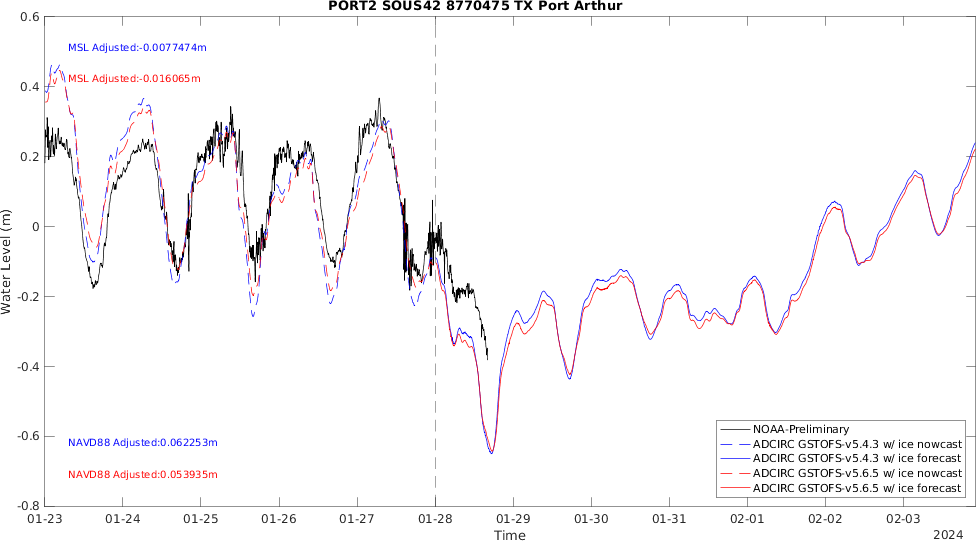 PORT2 SOUS42 8770475 TX Port Arthur
0.6
MSL Adjusted:-0.0077474m
MSL Adjusted:-0.016065m
0.4
0.2
0
-0.2
-0.4
-0.6
-0.8
Water Level (m)
NAVD88 Adjusted:0.062253m
NAVD88 Adjusted:0.053935m
NOAA-Preliminary
ADCIRC GSTOFS-v5.4.3 w/ ice nowcast
ADCIRC GSTOFS-v5.4.3 w/ ice forecast
ADCIRC GSTOFS-v5.6.5 w/ ice nowcast
ADCIRC GSTOFS-v5.6.5 w/ ice forecast
01-23 01-24 01-25 01-26 01-27 01-28 01-29 01-30 01-31 02-01 02-02 02-03
Time
2024